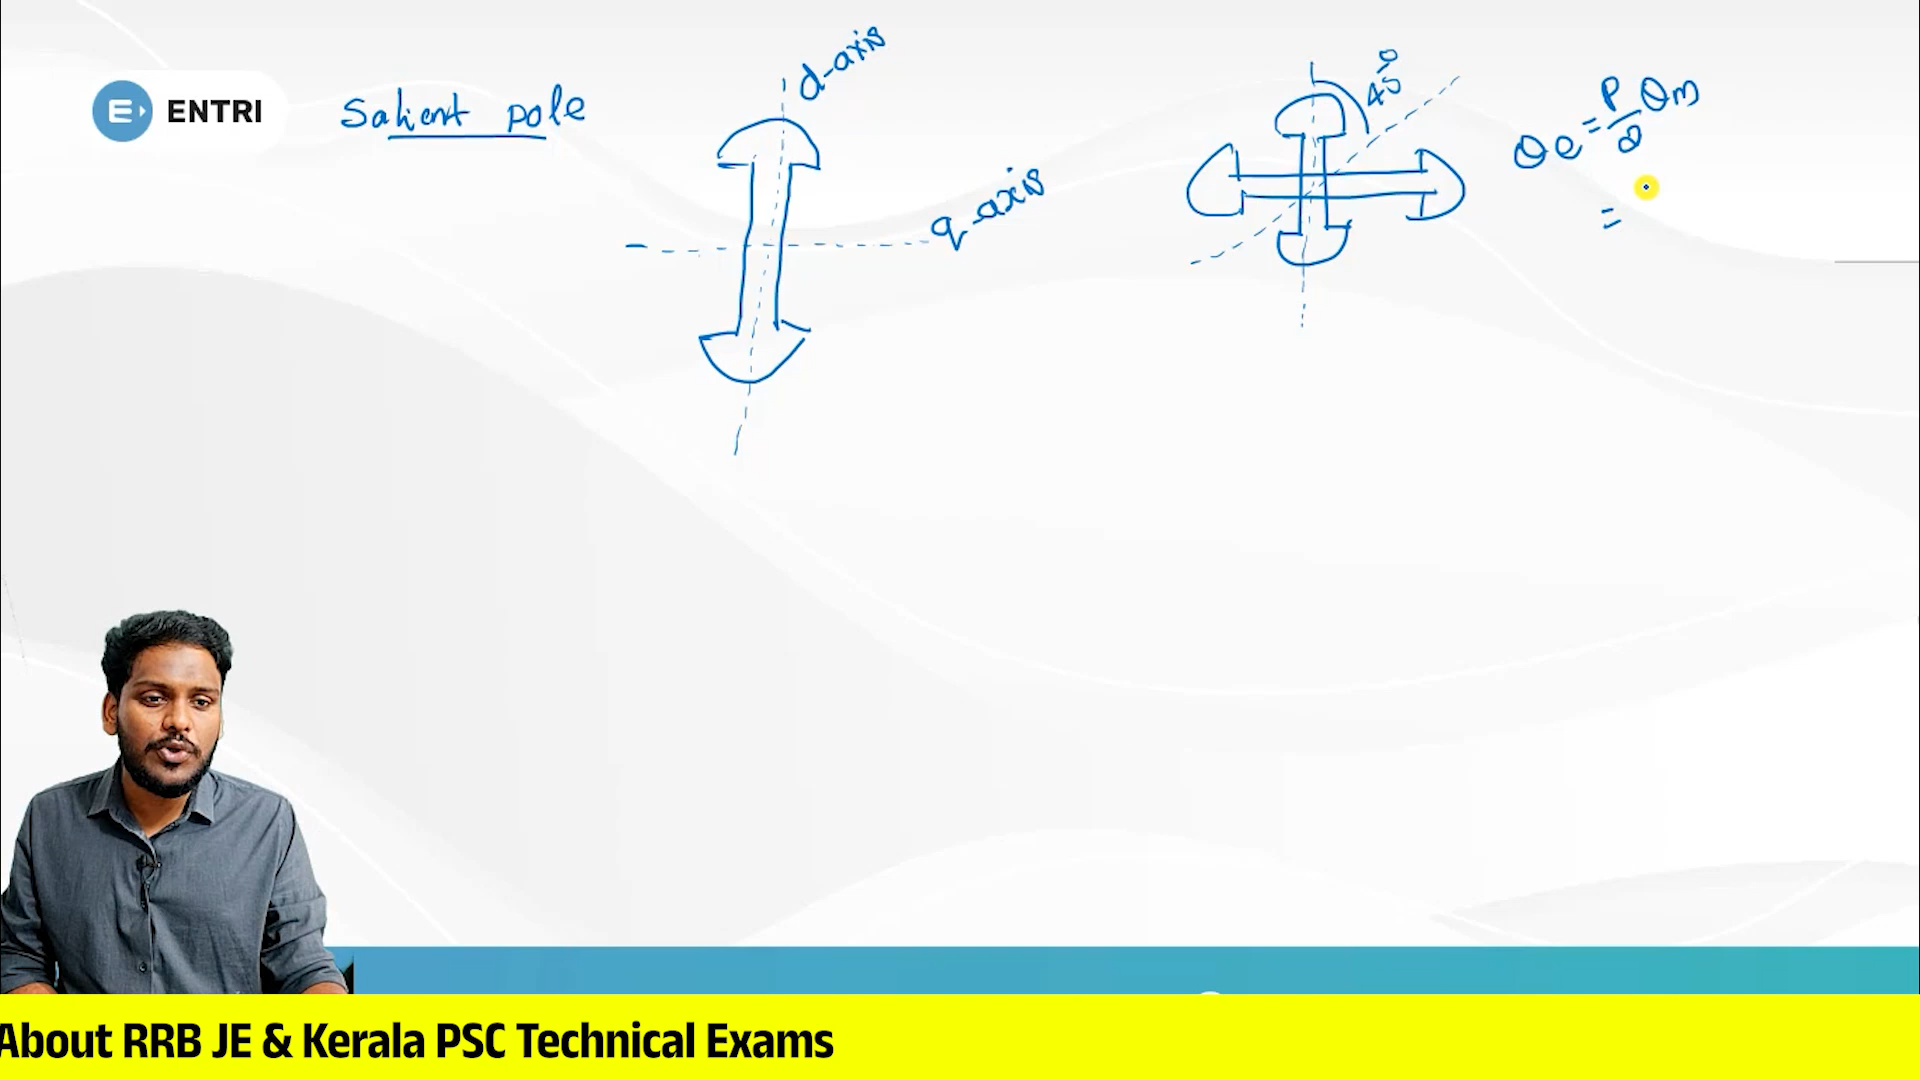 ENTRI
Salient pole
d-axis
q-axis
45°
θe = P/2 θm
=
About RRB JE & Kerala PSC Technical Exams